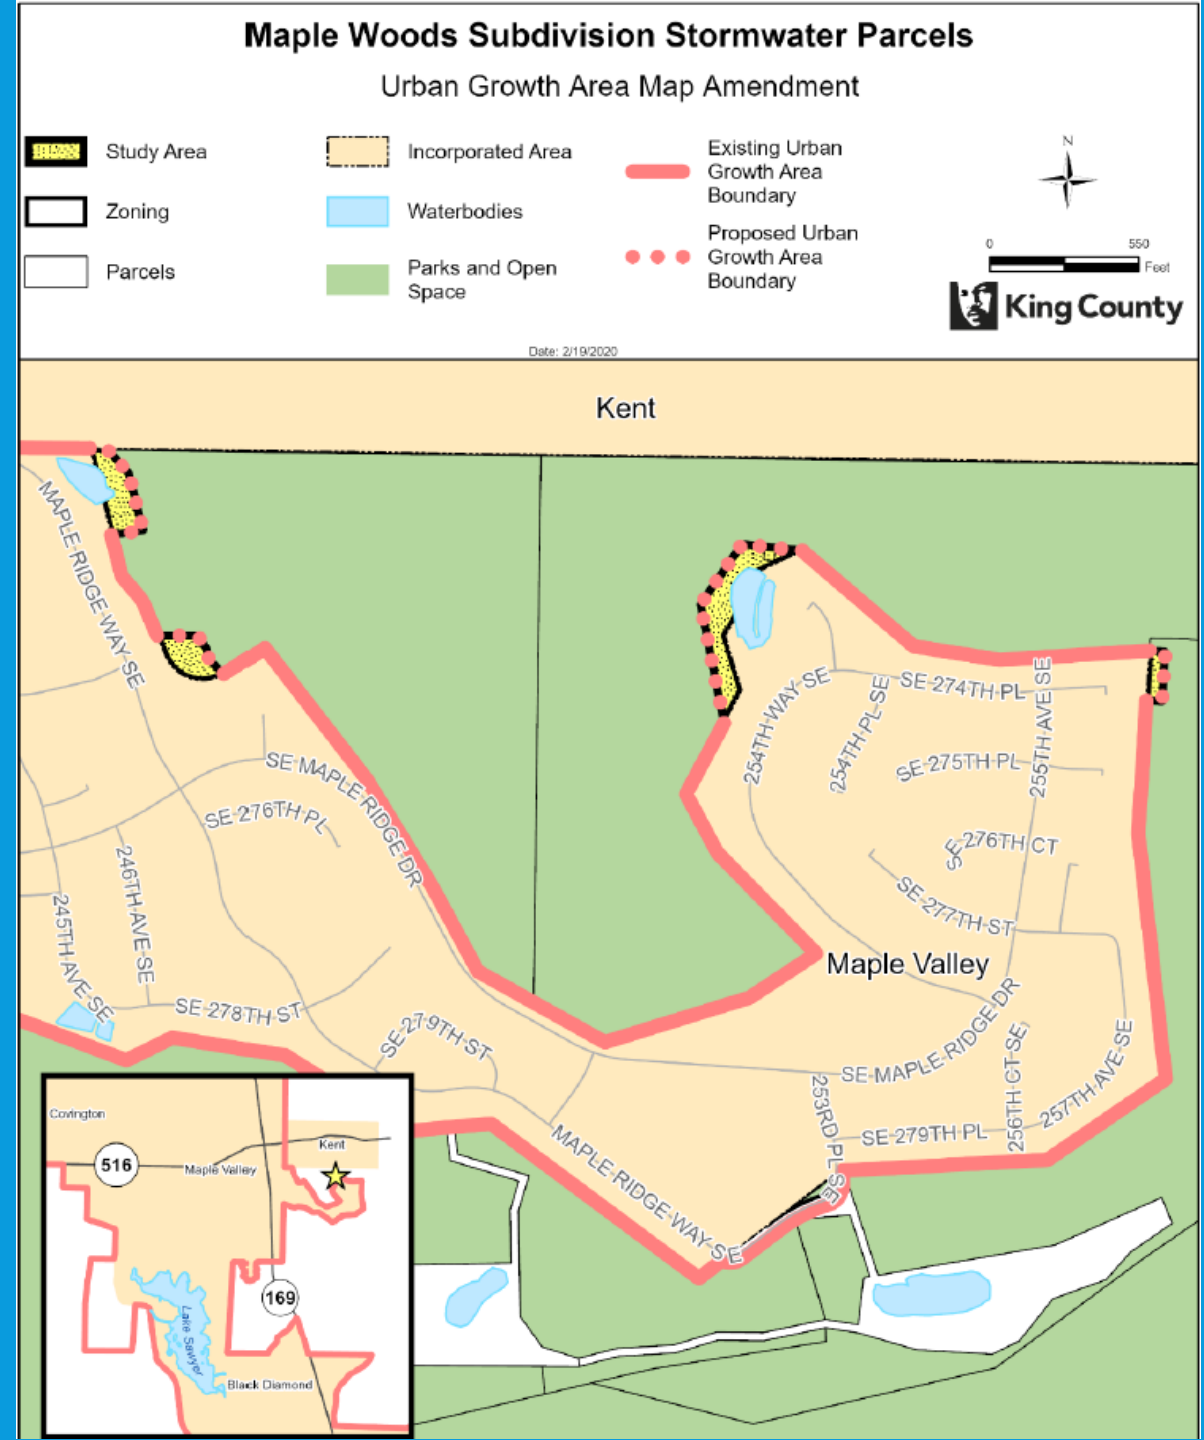 Maple Woods Subdivision Stormwater Parcels
Urban Growth Area Map Amendment
Study Area
Zoning
Parcels
Incorporated Area
Waterbodies
Parks and Open
Space
Existing Urban
Growth Area
Boundary
Proposed Urban
Growth Area
Boundary
N
0 550
Feet
King County
Date: 2/19/2020
Kent
MAPLE-RIDGE-WAY-SE
254TH WAY SE
254TH-PL-SE
SE 274TH PL
255TH AVE SE
SE-275TH PL
SE MAPLE-RIDGE-DR
SE-276TH PL
SE 276TH CT
246TH-AVE-SE
245TH-AVE-SE
SE-277TH ST
Maple Valley
SE-278TH ST
SE-279TH ST
SE-MAPLE-RIDGE-DR
256TH CT SE
257TH-AVE-SE
253RD PL-SE
SE 279TH PL
MAPLE-RIDGE-WAY-SE
Covington
516
Maple Valley
Kent
169
Lake Sawyer
Black Diamond